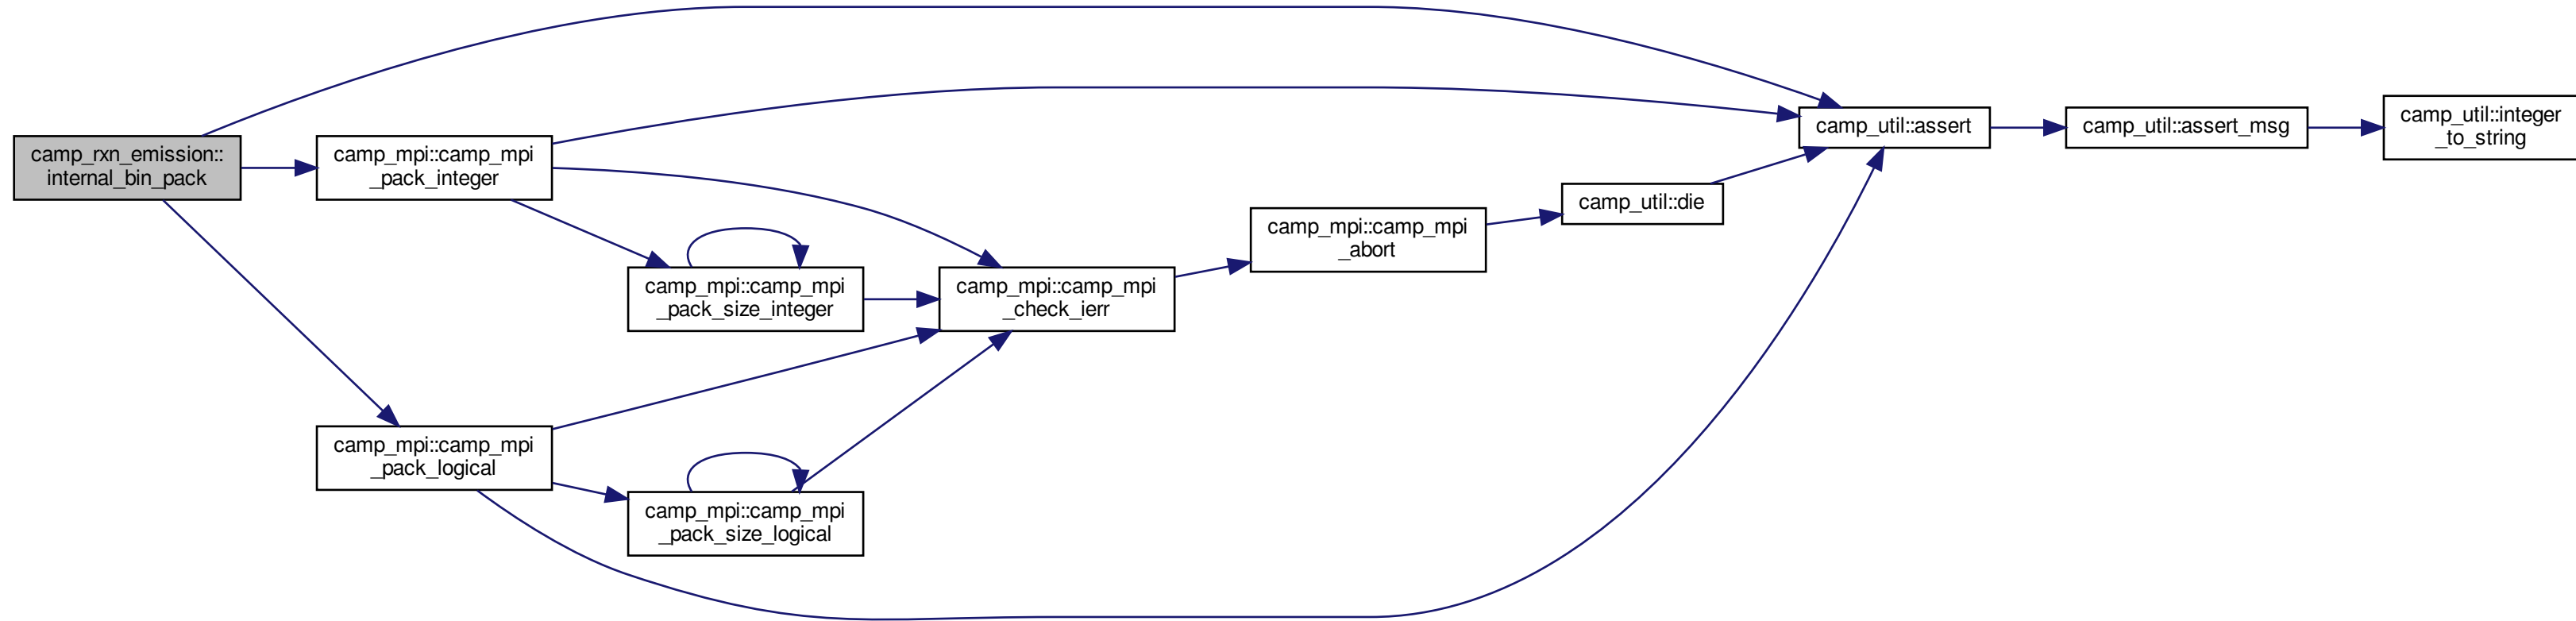 camp_rxn_emission::
internal_bin_pack
camp_mpi::camp_mpi
_pack_integer
camp_mpi::camp_mpi
_pack_size_integer
camp_mpi::camp_mpi
_check_ierr
camp_mpi::camp_mpi
_abort
camp_util::die
camp_util::assert
camp_util::assert_msg
camp_util::integer
_to_string
camp_mpi::camp_mpi
_pack_logical
camp_mpi::camp_mpi
_pack_size_logical